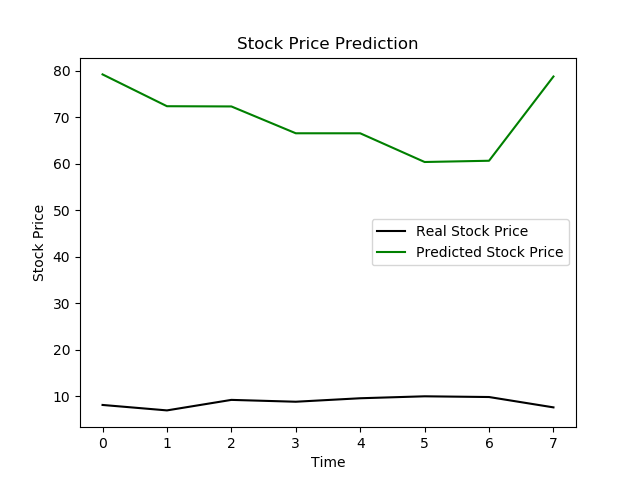 Stock Price Prediction
80
70
60
50
40
30
20
10
Stock Price
Real Stock Price
Predicted Stock Price
0 1 2 3 4 5 6 7
Time